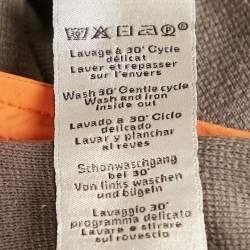 30°
A
Lavage à 30° Cycle
délicat
Laver et repasser
sur l'envers
Wash 30° Gentle cycle
Wash and iron
inside out
Lavado à 30° Ciclo
delicado
Lavar y planchar
al reves
Schonwaschgang
bei 30°
Von links waschen
und bügeln
Lavaggio 30°
programma delicato
Lavare e stirare
sul rovescio